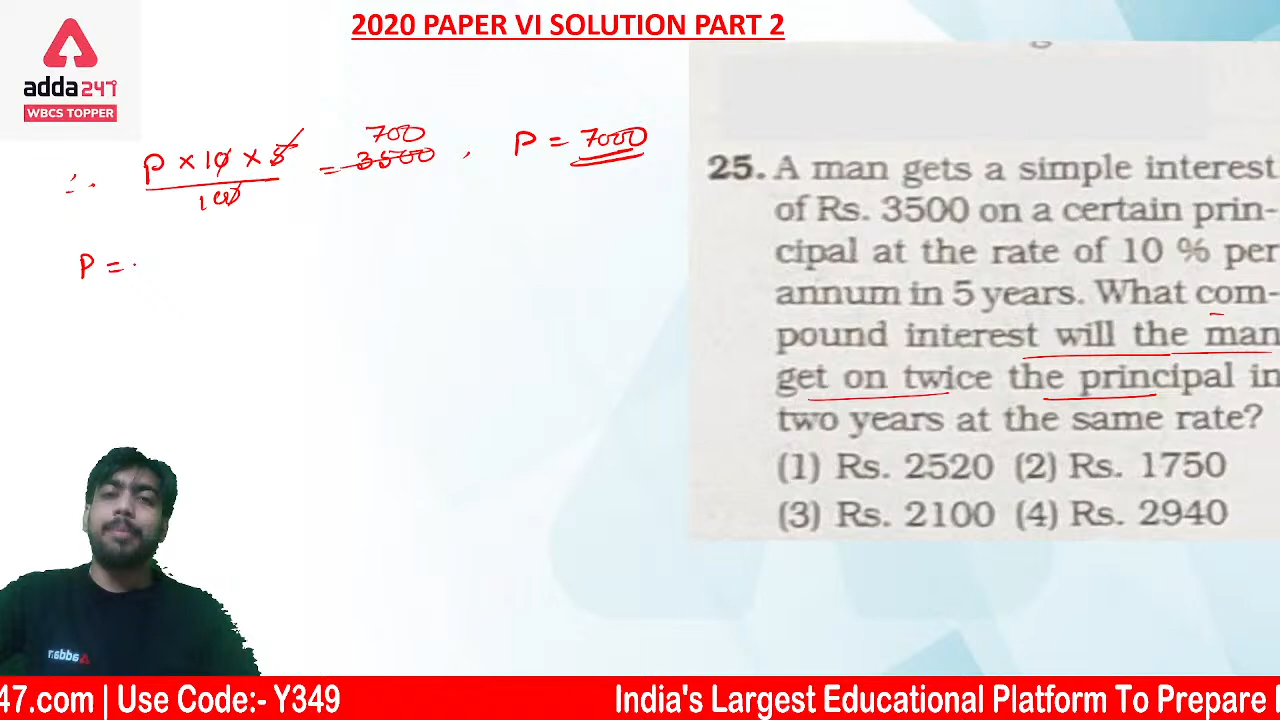 2020 PAPER VI SOLUTION PART 2
adda247
WBCS TOPPER
∴ P × 10 × 5 / 100 = 3500 700 , P = 7000
P =
25. A man gets a simple interest
of Rs. 3500 on a certain prin-
cipal at the rate of 10 % per
annum in 5 years. What com-
pound interest will the man
get on twice the principal in
two years at the same rate?
(1) Rs. 2520 (2) Rs. 1750
(3) Rs. 2100 (4) Rs. 2940
adda
47.com | Use Code:- Y349
India's Largest Educational Platform To Prepare